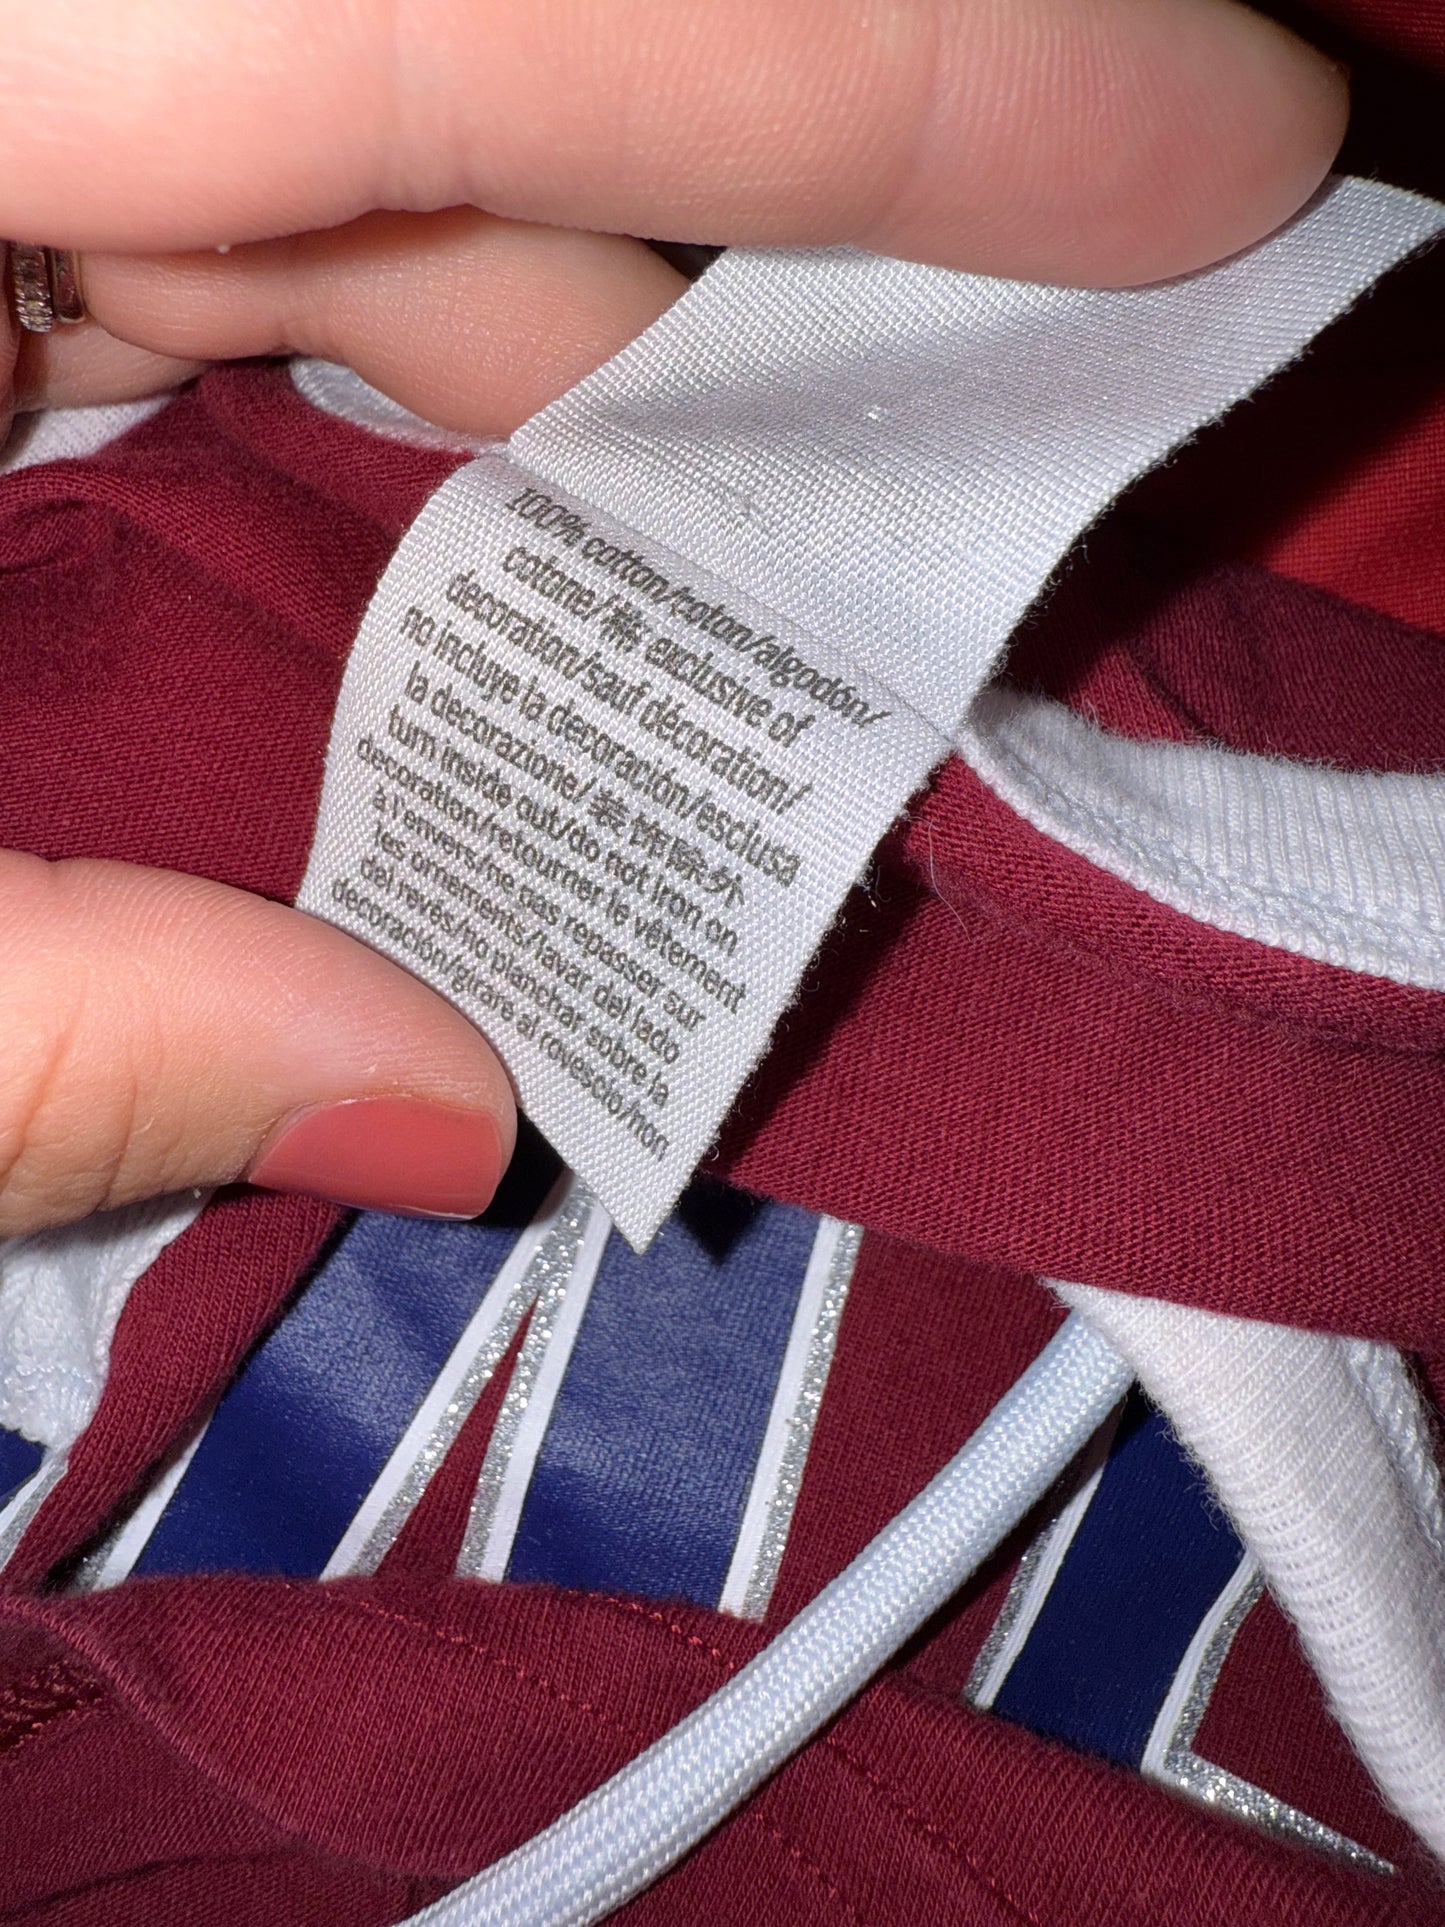 100% cotton/coton/algodón/
cotone/棉 exclusive of
decoration/sauf décoration/
no incluye la decoración/esclusa
la decorazione/装饰除外
turn inside out/do not iron on
decoration/retourner le vêtement
à l'envers/ne pas repasser sur
les ornements/lavar del lado
del revés/no planchar sobre la
decoración/girare al rovescio/non